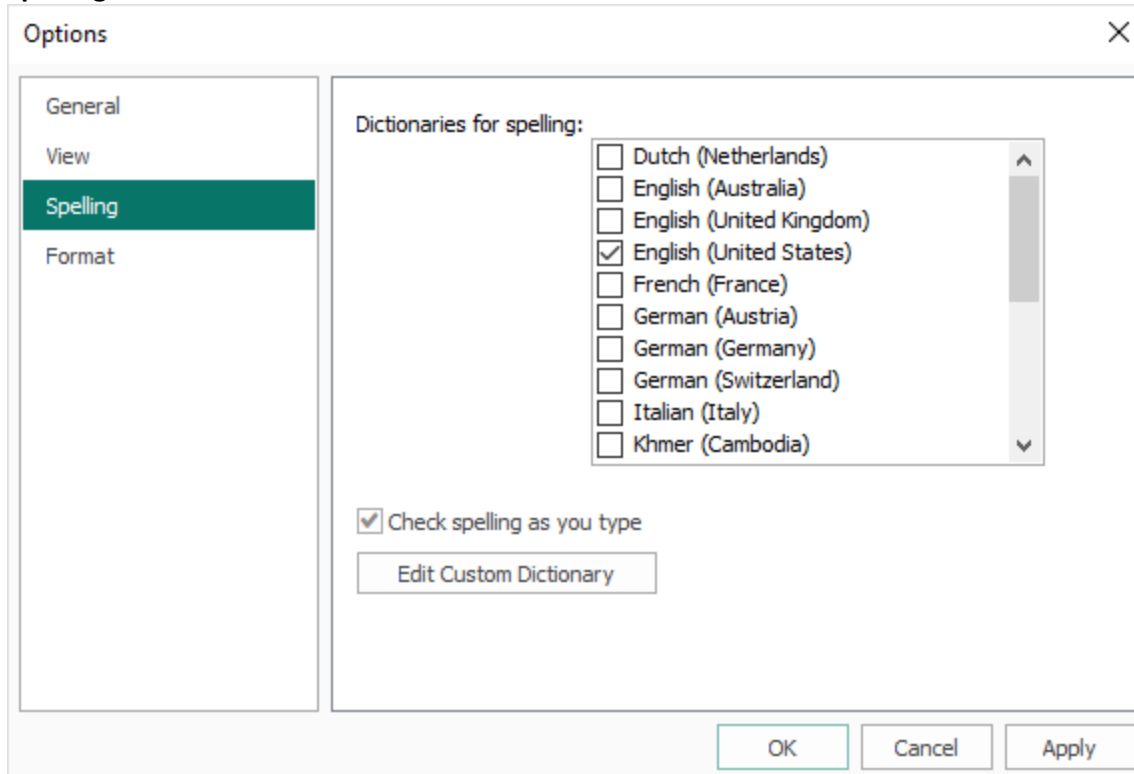 Options
General
View
Spelling
Format
Dictionaries for spelling:
Dutch (Netherlands)
English (Australia)
English (United Kingdom)
English (United States)
French (France)
German (Austria)
German (Germany)
German (Switzerland)
Italian (Italy)
Khmer (Cambodia)
Check spelling as you type
Edit Custom Dictionary
OK Cancel Apply